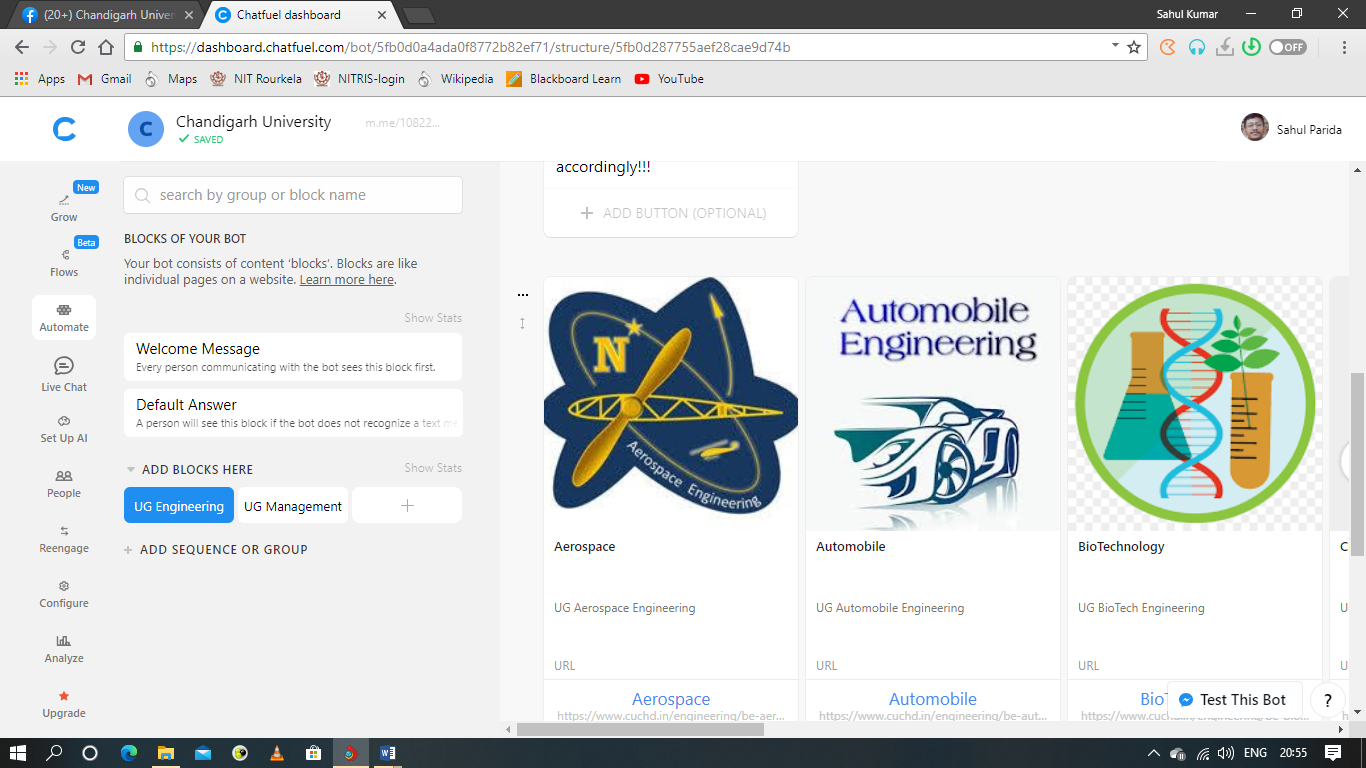 (20+) Chandigarh Univer
Chatfuel dashboard
Sahul Kumar
https://dashboard.chatfuel.com/bot/5fb0d0a4ada0f8772b82ef71/structure/5fb0d287755aef28cae9d74b
OFF
Apps
Gmail
Maps
NIT Rourkela
NITRIS-login
Wikipedia
Blackboard Learn
YouTube
C
Chandigarh University
m.me/10822...
SAVED
Sahul Parida
New
Grow
Beta
Flows
Automate
Live Chat
Set Up AI
People
Reengage
Configure
Analyze
Upgrade
search by group or block name
BLOCKS OF YOUR BOT
Your bot consists of content ‘blocks’. Blocks are like
individual pages on a website. Learn more here.
Show Stats
Welcome Message
Every person communicating with the bot sees this block first.
Default Answer
A person will see this block if the bot does not recognize a text me
ADD BLOCKS HERE
Show Stats
UG Engineering
UG Management
ADD SEQUENCE OR GROUP
accordingly!!!
ADD BUTTON (OPTIONAL)
N
Aerospace Engineering
Aerospace
UG Aerospace Engineering
URL
Aerospace
https://www.cuchd.in/engineering/be-aer...
Automobile
Engineering
Automobile
UG Automobile Engineering
URL
Automobile
https://www.cuchd.in/engineering/be-aut...
BioTechnology
UG BioTech Engineering
URL
Test This Bot
?
ENG
20:55